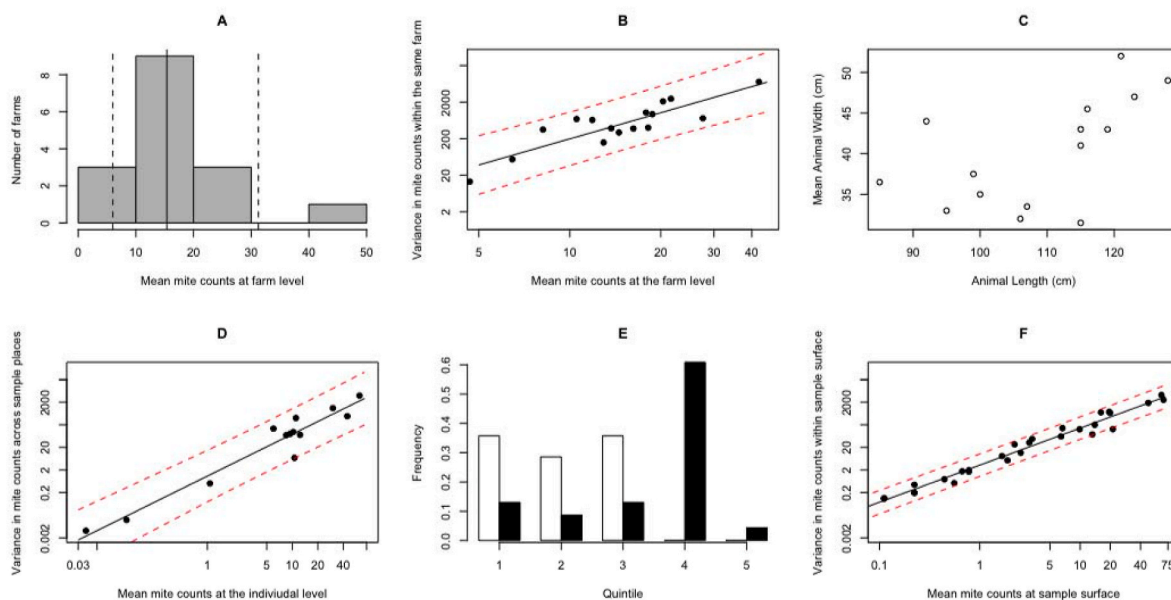 A
Number of farms
8
6
4
2
0
0 10 20 30 40 50
Mean mite counts at farm level
B
Variance in mite counts within the same farm
2000
200
20
2
5 10 20 40
Mean mite counts at the farm level
C
Mean Animal Width (cm)
50
45
40
35
90 100 110 120
Animal Length (cm)
D
Variance in mite counts across sample places
2000
20
2
0.2
0.002
0.03 1 5 10 20 40
Mean mite counts at the indiviudal level
E
Frequency
0.6
0.5
0.4
0.3
0.2
0.1
0.0
1 2 3 4 5
Quintile
F
Variance in mite counts within sample surface
2000
20
2
0.2
0.002
0.1 1 5 10 20 40 75
Mean mite counts at sample surface